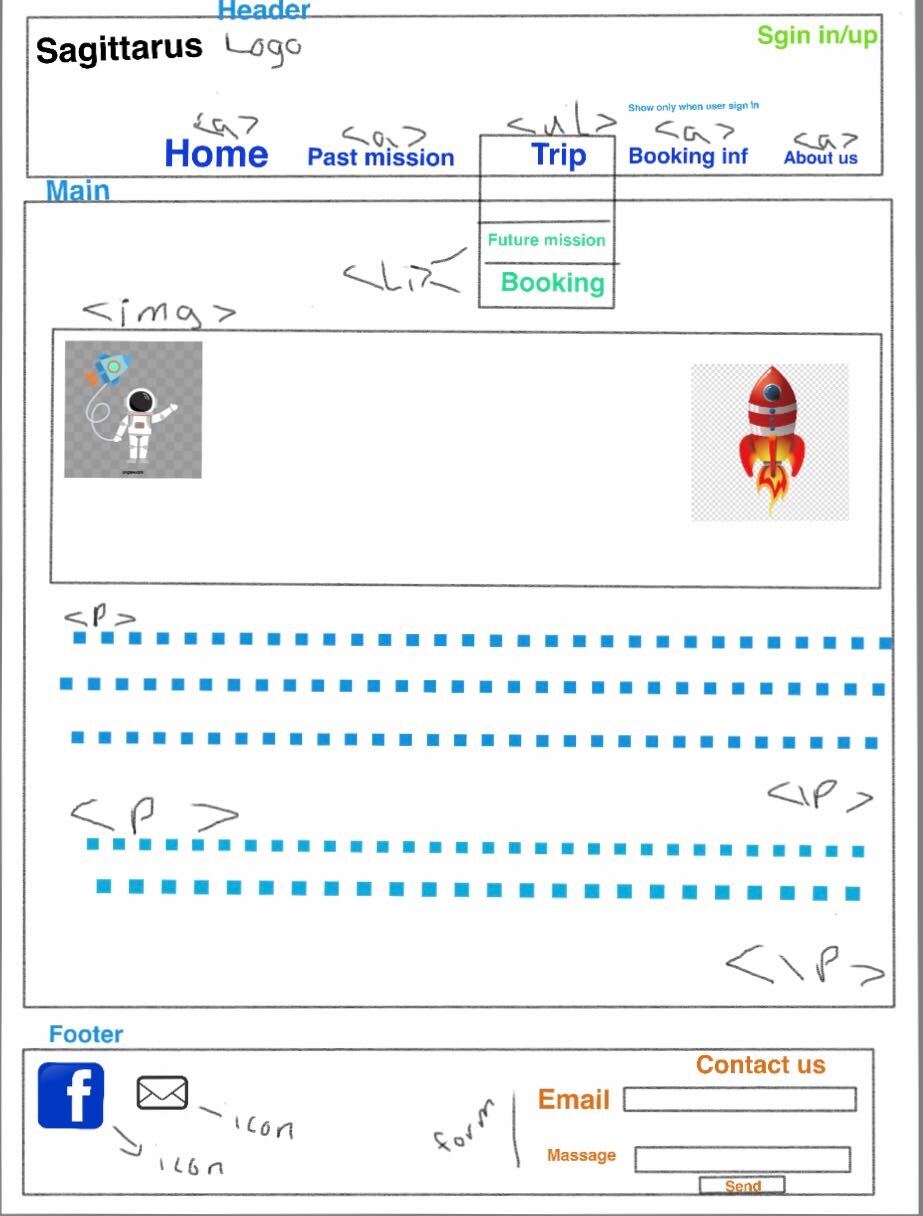 Header
Sagittarus Logo
Sgin in/up
Show only when user sign in
<a> <a> <ul> <a> <a>
Home Past mission Trip Booking inf About us
Main
Future mission
<Li>
Booking
<img>
<P>
<\P>
<P>
<\P>
Footer
Contact us
Email
icon
form
Massage
icon
Send